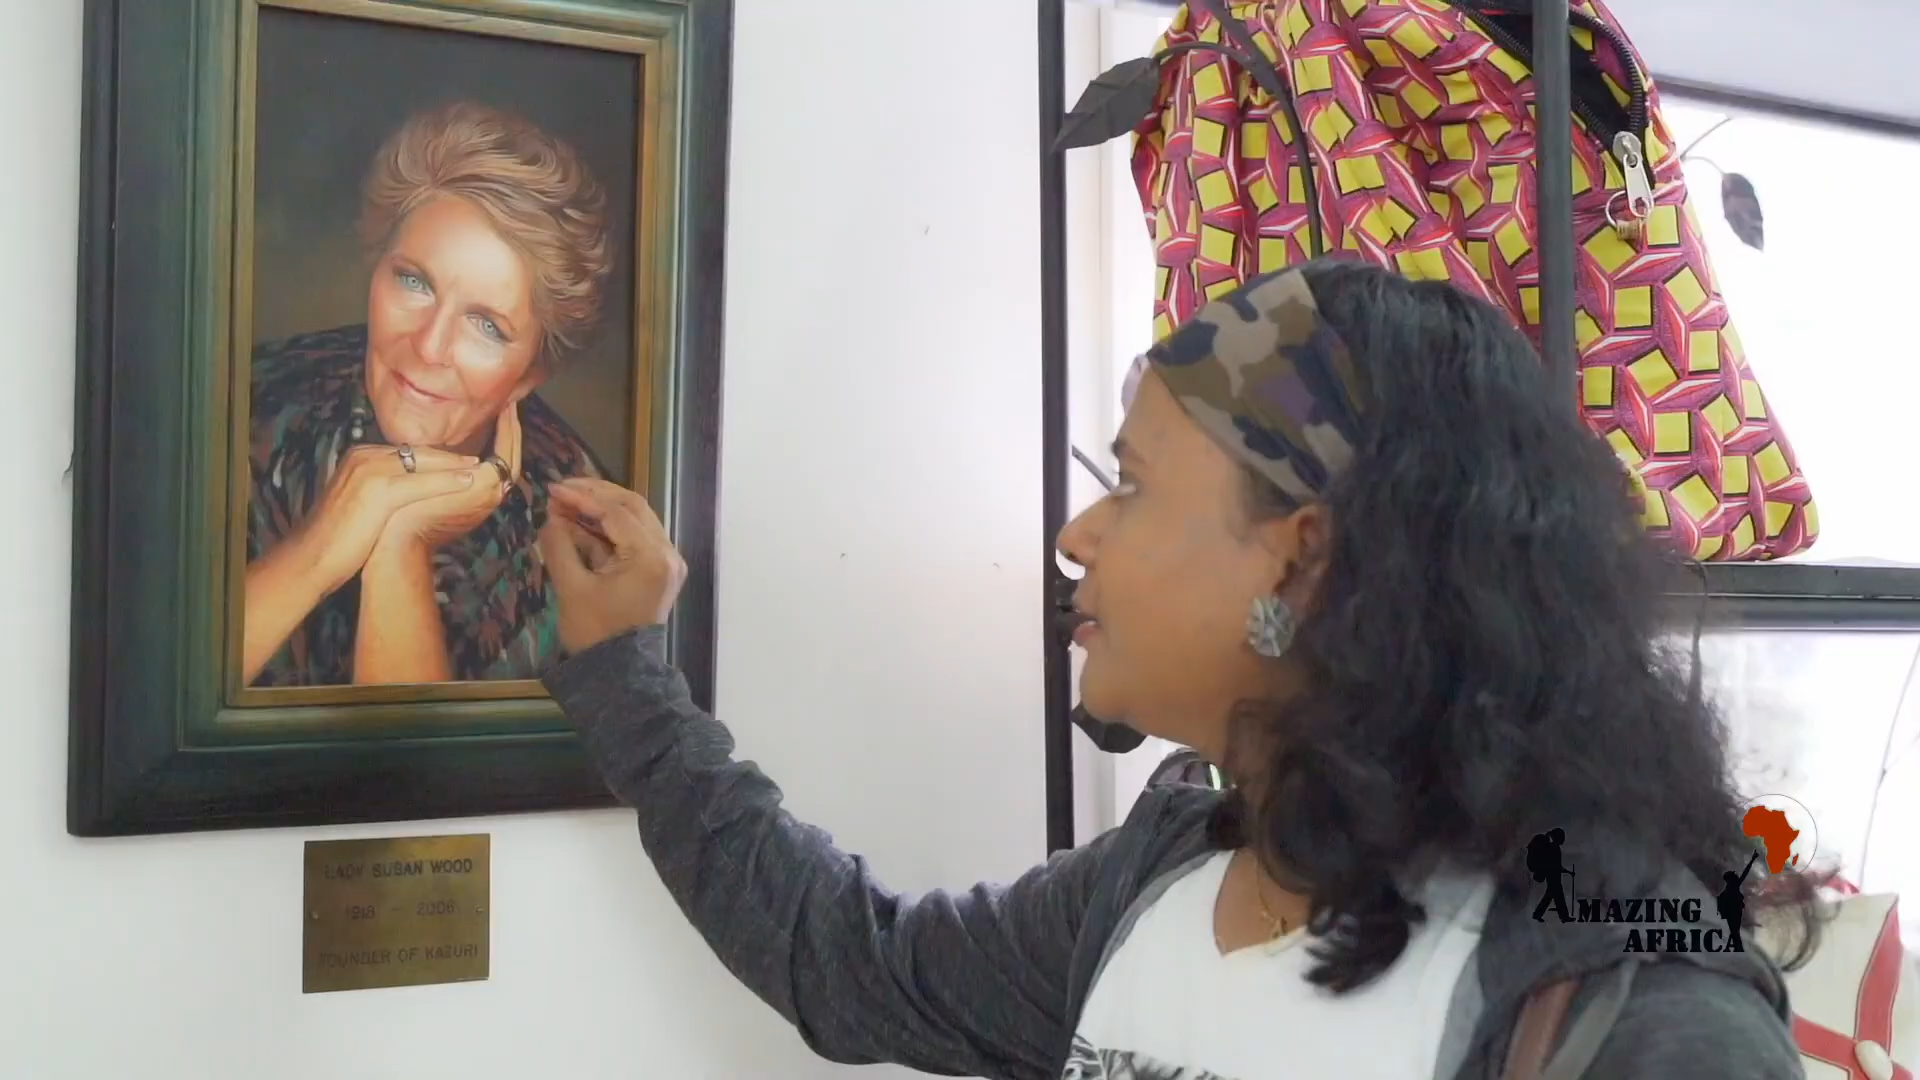 LADY SUSAN WOOD
1918 - 2006
FOUNDER OF KAZURI
AMAZING
AFRICA